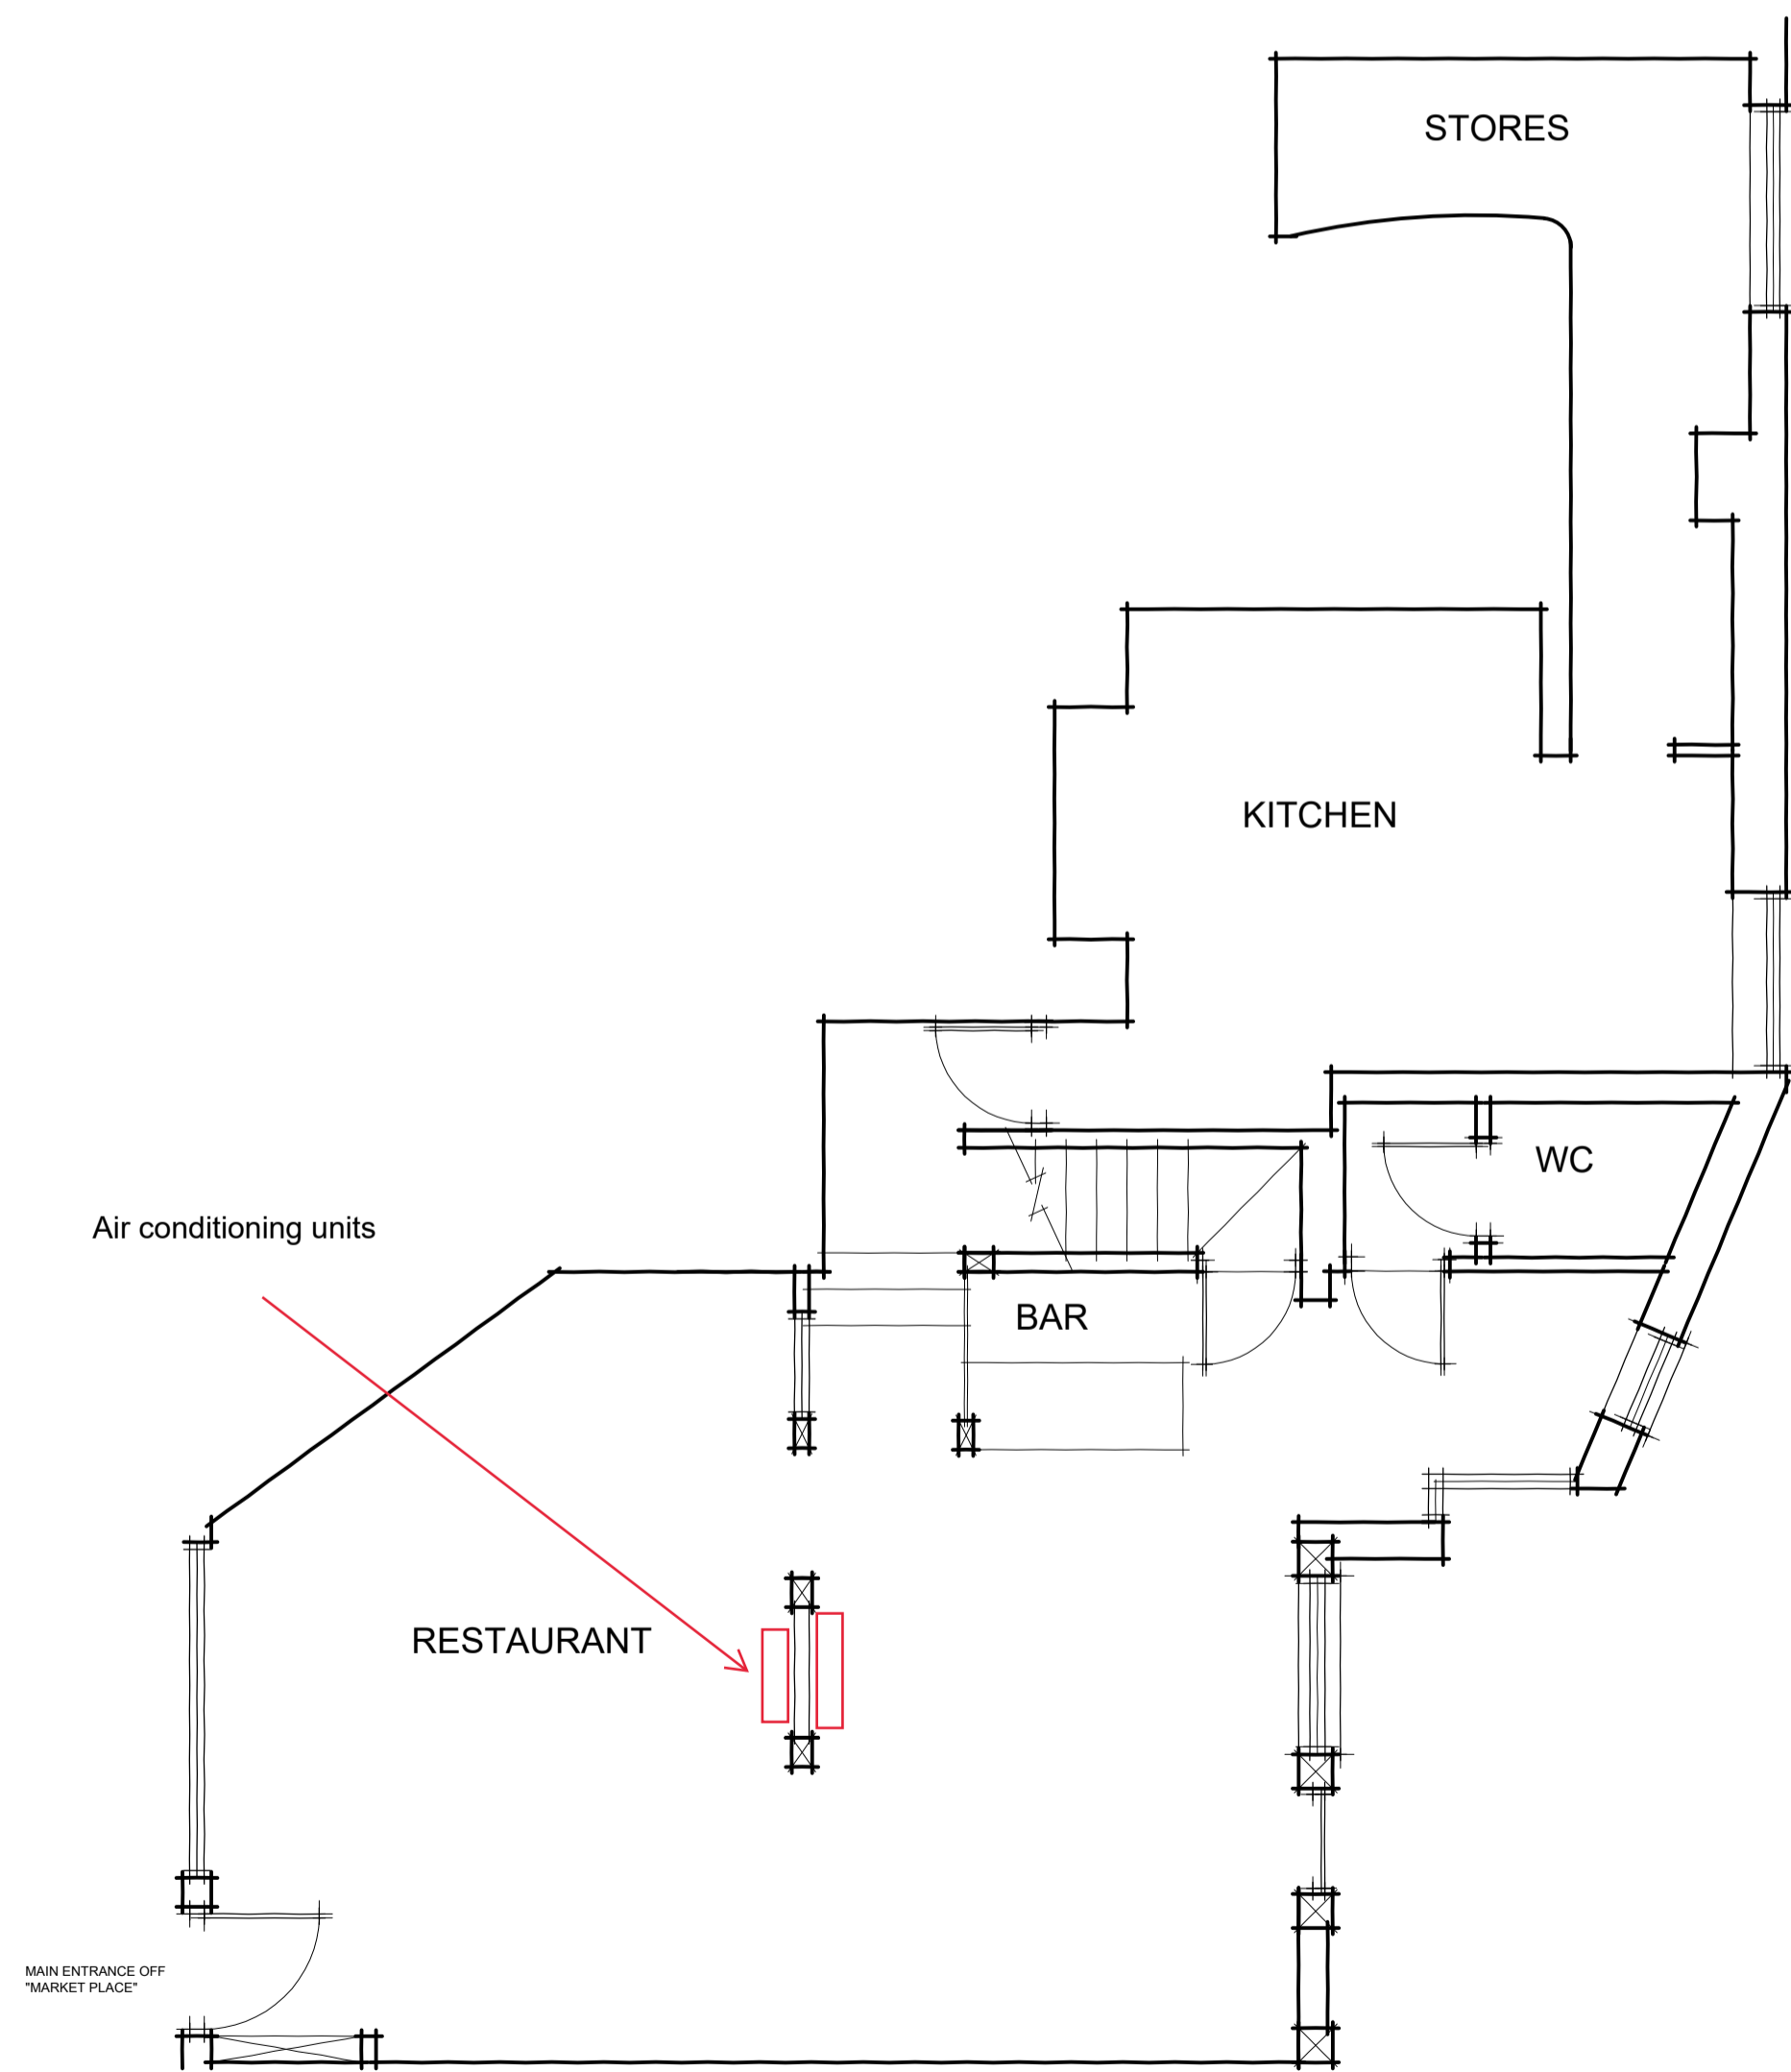 STORES
KITCHEN
WC
Air conditioning units
BAR
RESTAURANT
MAIN ENTRANCE OFF
"MARKET PLACE"